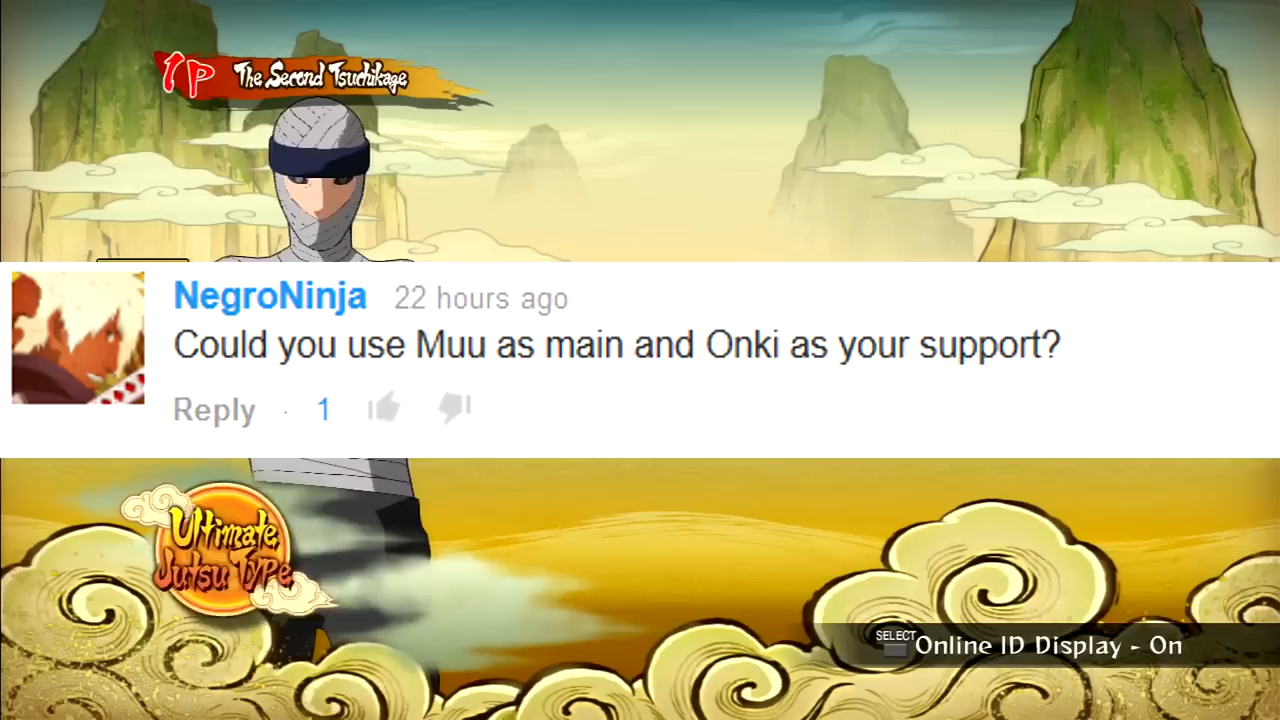 1P The Second Tsuchikage
NegroNinja 22 hours ago
Could you use Muu as main and Onki as your support?
Reply · 1
Ultimate
Jutsu Type
SELECT Online ID Display - On